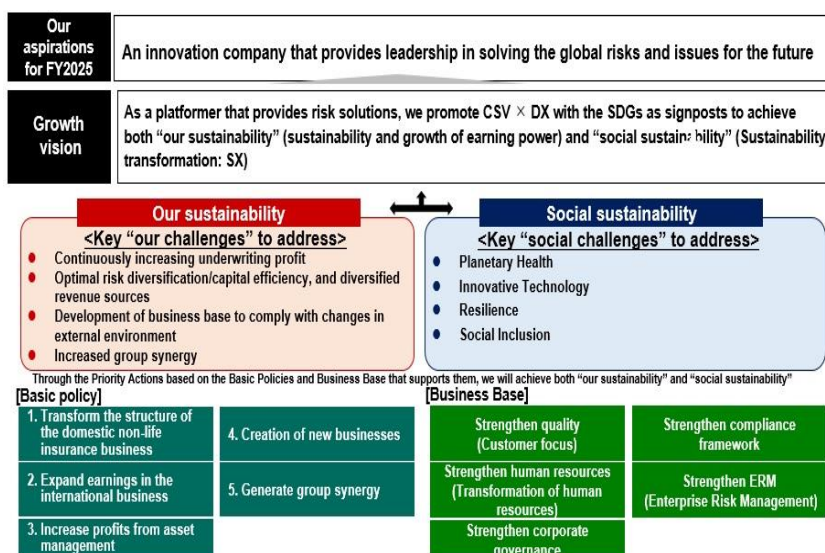 Our
aspirations
for FY2025
An innovation company that provides leadership in solving the global risks and issues for the future
Growth
vision
As a platformer that provides risk solutions, we promote CSV × DX with the SDGs as signposts to achieve
both "our sustainability" (sustainability and growth of earning power) and "social sustainability" (Sustainability
transformation: SX)
Our sustainability
<Key "our challenges" to address>
● Continuously increasing underwriting profit
● Optimal risk diversification/capital efficiency, and diversified
revenue sources
● Development of business base to comply with changes in
external environment
● Increased group synergy
Social sustainability
<Key "social challenges" to address>
● Planetary Health
● Innovative Technology
● Resilience
● Social Inclusion
Through the Priority Actions based on the Basic Policies and Business Base that supports them, we will achieve both "our sustainability" and "social sustainability"
[Basic policy]
1. Transform the structure of
the domestic non-life
insurance business
2. Expand earnings in the
international business
3. Increase profits from asset
management
4. Creation of new businesses
5. Generate group synergy
[Business Base]
Strengthen quality
(Customer focus)
Strengthen human resources
(Transformation of human
resources)
Strengthen corporate
governance
Strengthen compliance
framework
Strengthen ERM
(Enterprise Risk Management)